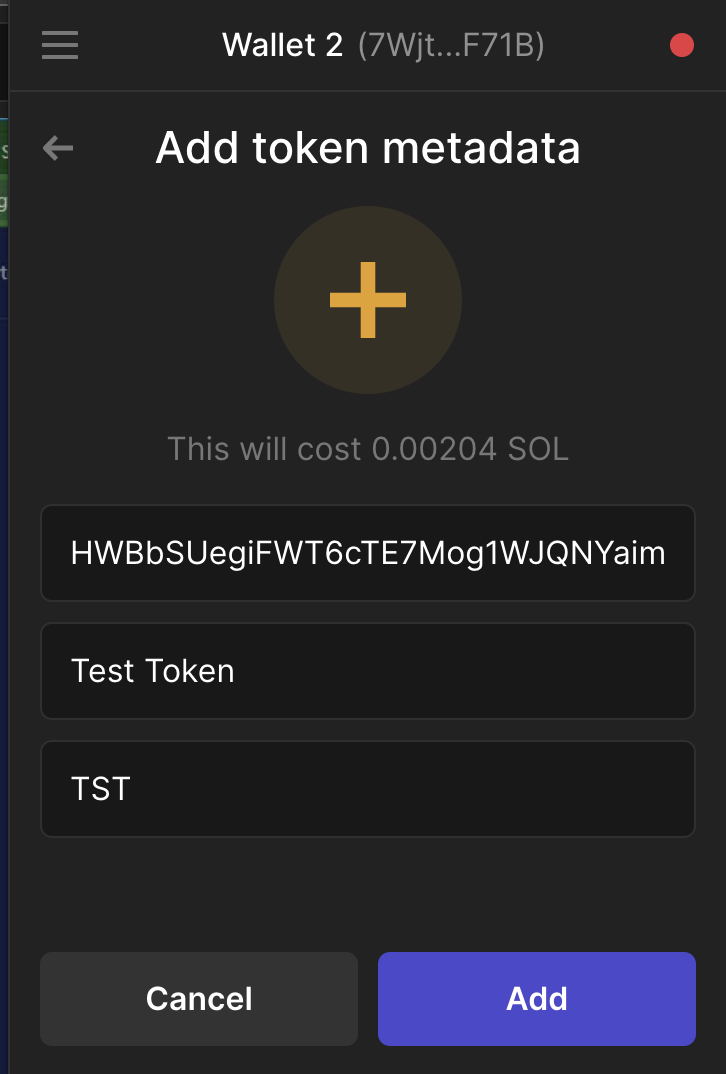 Wallet 2 (7Wjt...F71B)
Add token metadata
This will cost 0.00204 SOL
HWBbSUegiFWT6cTE7Mog1WJQNYaim
Test Token
TST
Cancel
Add